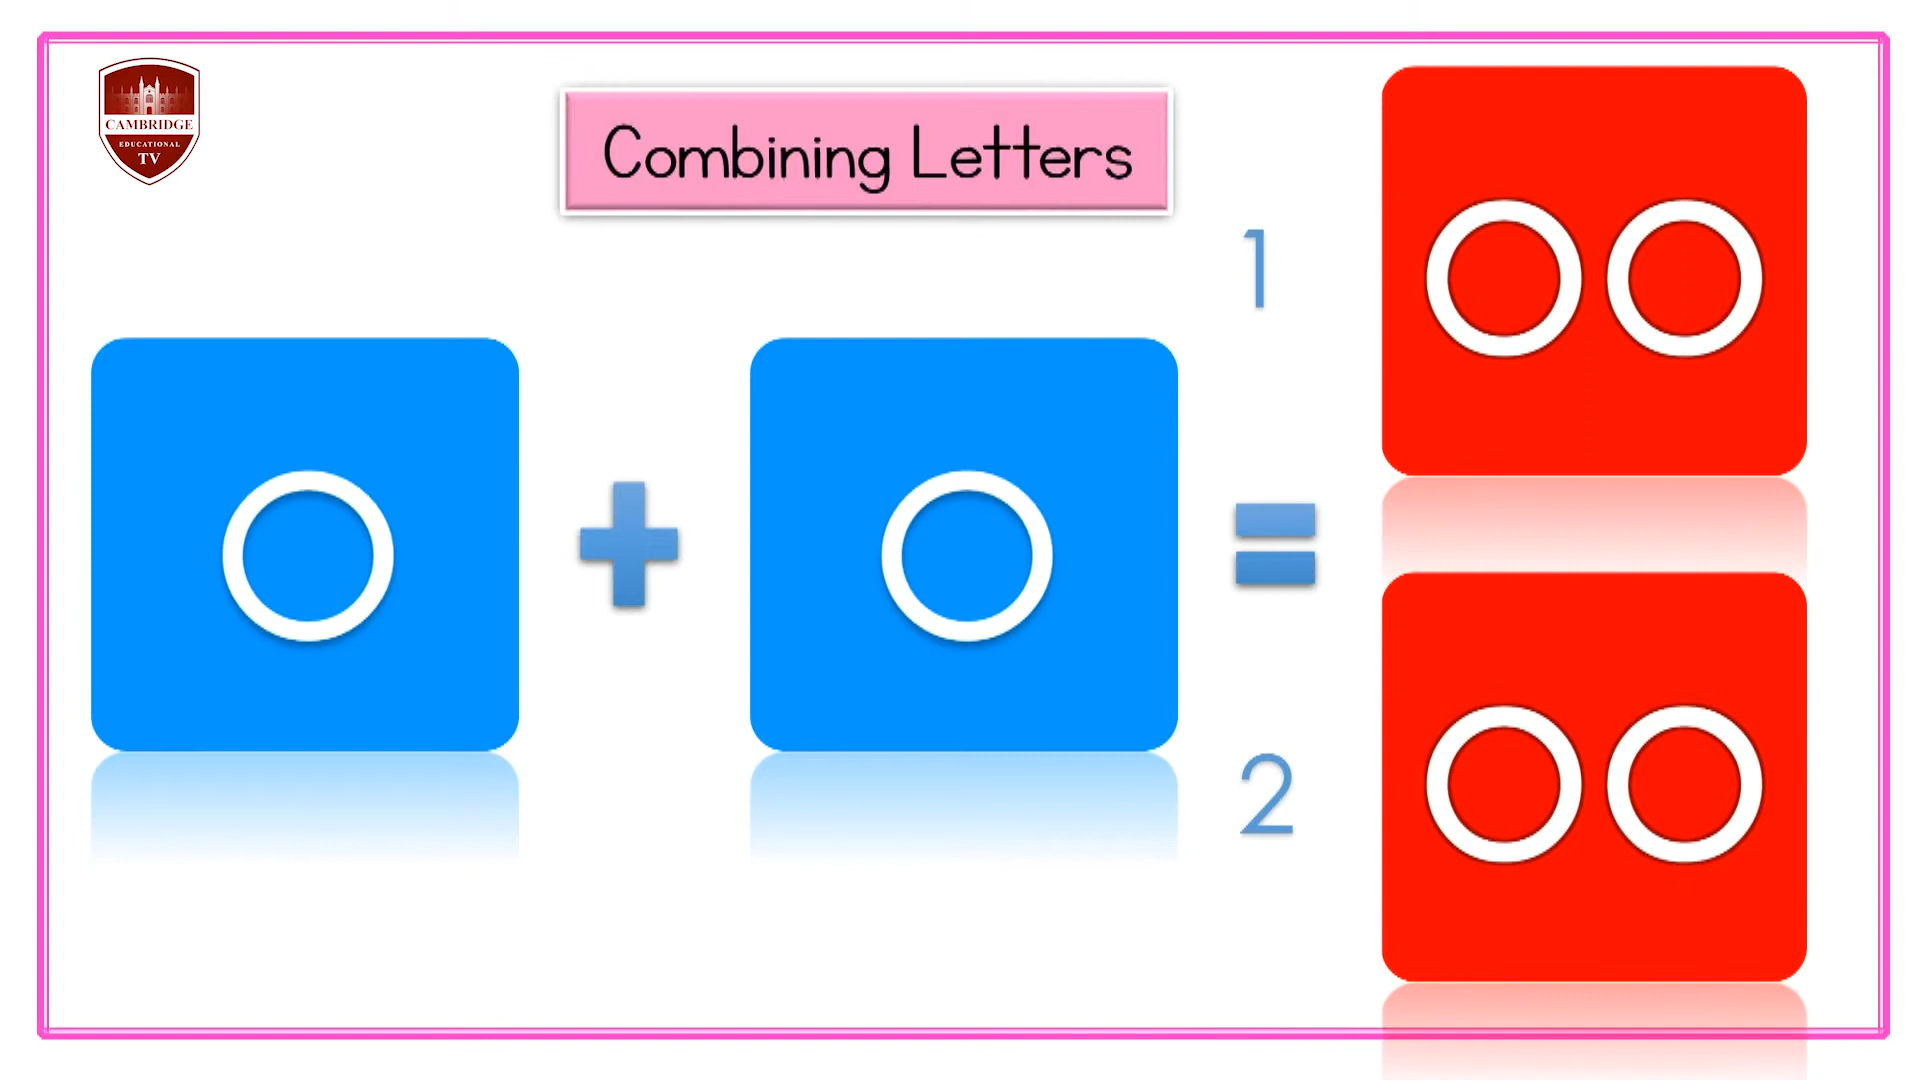 CAMBRIDGE
EDUCATIONAL
TV
Combining Letters
1
oo
o + o =
2
oo